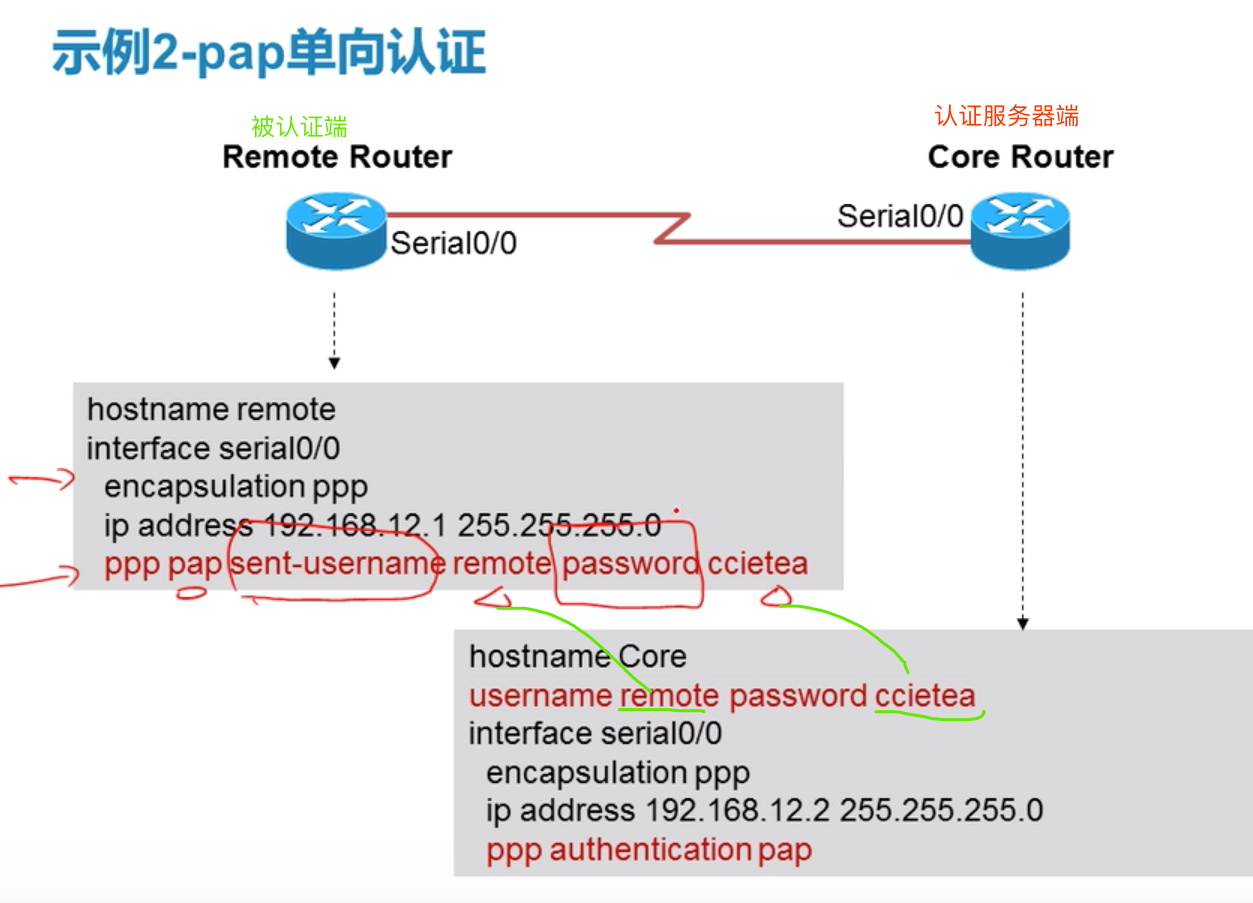 示例2-pap单向认证
被认证端
认证服务器端
Remote Router
Core Router
Serial0/0
Serial0/0
hostname remote
interface serial0/0
encapsulation ppp
ip address 192.168.12.1 255.255.255.0
ppp pap sent-username remote password ccietea
hostname Core
username remote password ccietea
interface serial0/0
encapsulation ppp
ip address 192.168.12.2 255.255.255.0
ppp authentication pap